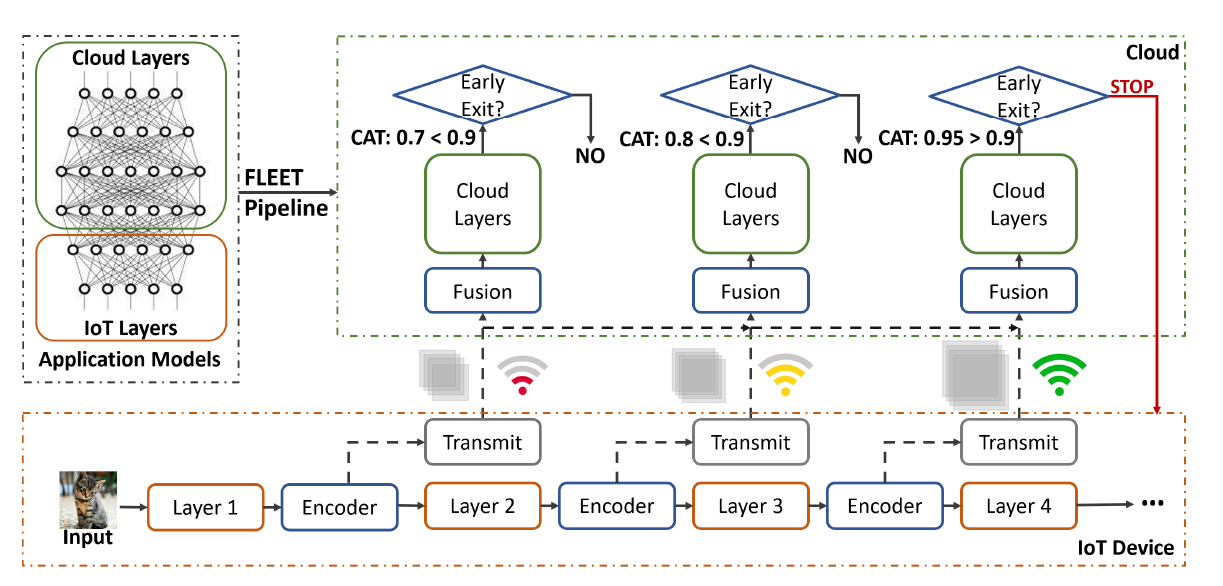 Cloud Layers
IoT Layers
Application Models
FLEET
Pipeline
Cloud
Early
Exit?
CAT: 0.7 < 0.9
NO
Cloud
Layers
Fusion
Early
Exit?
CAT: 0.8 < 0.9
NO
Cloud
Layers
Fusion
Early
Exit?
STOP
CAT: 0.95 > 0.9
Cloud
Layers
Fusion
Transmit
Transmit
Transmit
Input
Layer 1
Encoder
Layer 2
Encoder
Layer 3
Encoder
Layer 4
...
IoT Device